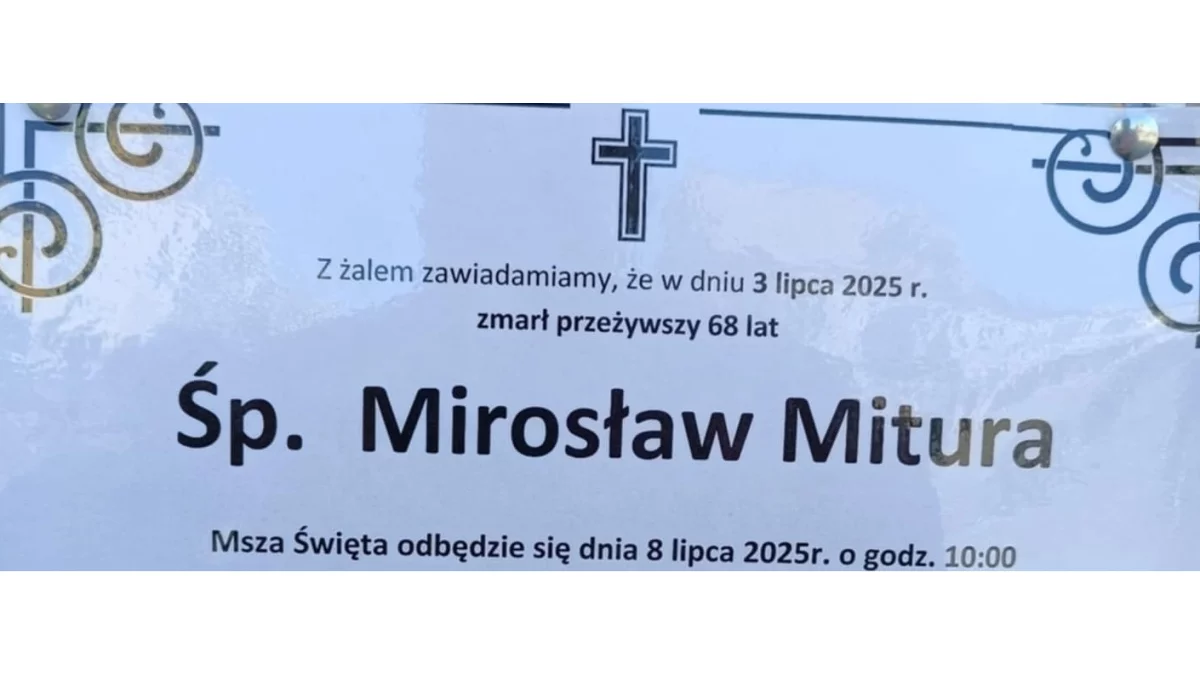 Z żalem zawiadamiamy, że w dniu 3 lipca 2025 r.
zmarł przeżywszy 68 lat
Śp. Mirosław Mitura
Msza Święta odbędzie się dnia 8 lipca 2025r. o godz. 10:00